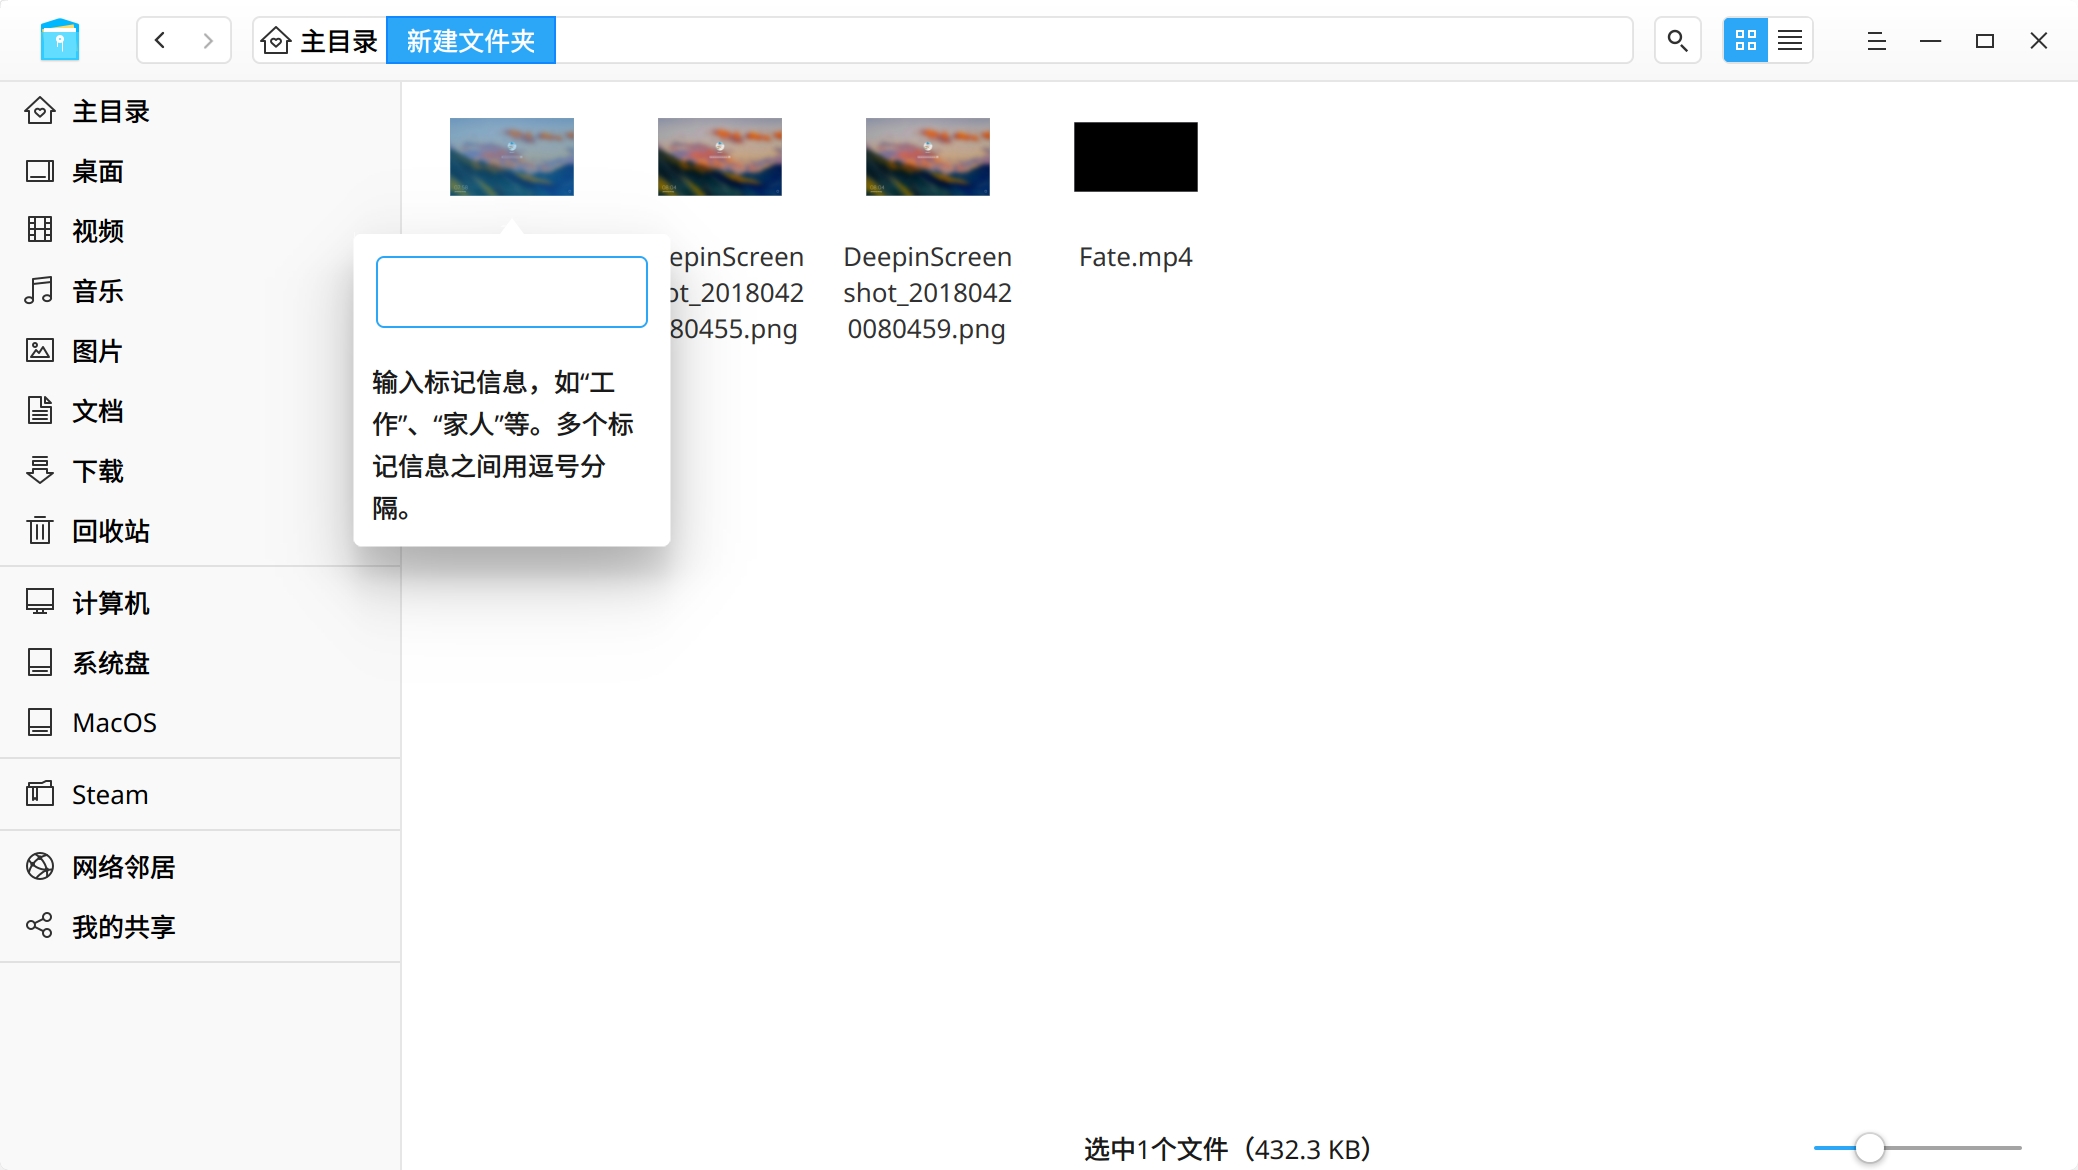 主目录 新建文件夹
主目录
桌面
视频
音乐
图片
文档
下载
回收站
计算机
系统盘
MacOS
Steam
网络邻居
我的共享
输入标记信息，如“工
作”、“家人”等。多个标
记信息之间用逗号分
隔。
epinScreen
ot_2018042
80455.png
DeepinScreen
shot_2018042
0080459.png
Fate.mp4
选中1个文件（432.3 KB）